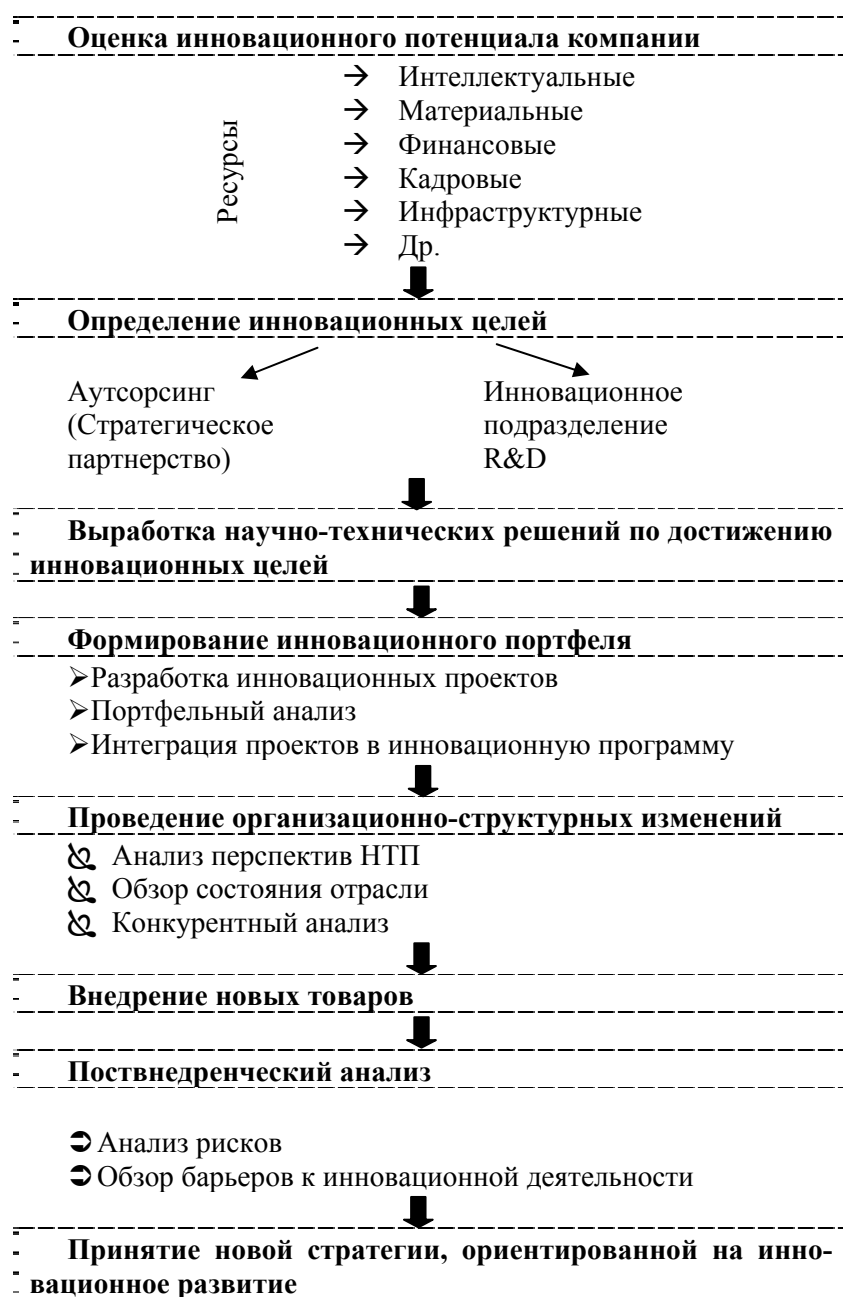 Оценка инновационного потенциала компании
Ресурсы
→ Интеллектуальные
→ Материальные
→ Финансовые
→ Кадровые
→ Инфраструктурные
→ Др.
Определение инновационных целей
Аутсорсинг
(Стратегическое
партнерство)
Инновационное
подразделение
R&D
Выработка научно-технических решений по достижению
инновационных целей
Формирование инновационного портфеля
➢Разработка инновационных проектов
➢Портфельный анализ
➢Интеграция проектов в инновационную программу
Проведение организационно-структурных изменений
Анализ перспектив НТП
Обзор состояния отрасли
Конкурентный анализ
Внедрение новых товаров
Поствнедренческий анализ
➲Анализ рисков
➲Обзор барьеров к инновационной деятельности
Принятие новой стратегии, ориентированной на инно-
вационное развитие